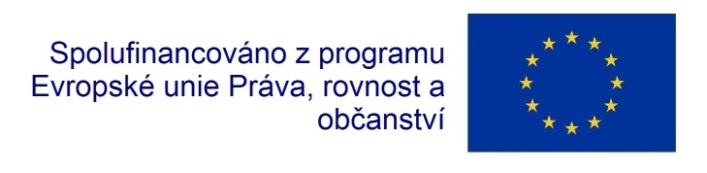 Spolufinancováno z programu
Evropské unie Práva, rovnost a
občanství